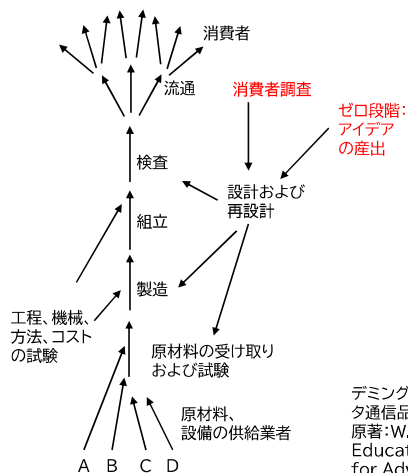 消費者
流通
消費者調査
ゼロ段階:
アイデア
の産出
検査
設計および
再設計
組立
製造
工程、機械、
方法、コスト
の試験
原材料の受け取り
および試験
原材料、
設備の供給業者
A B C D
デミング
タ通信品
原著:W.
Educat
for Ad